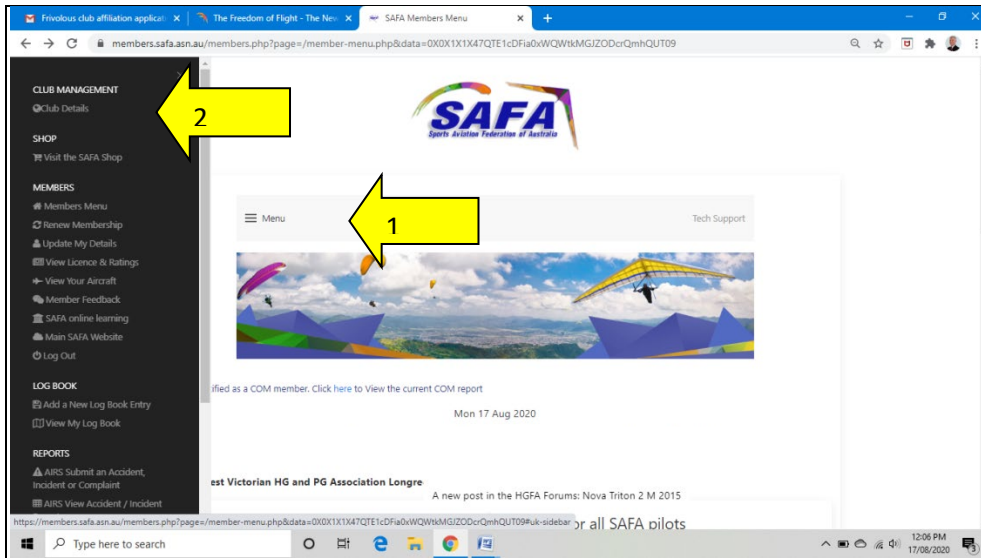 Frivolous club affiliation applicati
The Freedom of Flight - The New
SAFA Members Menu
members.safa.asn.au/members.php?page=/member-menu.php&data=0X0X1X1X47QTE1cDFia0xWQWtkMGJZODcrQmhQUT09
CLUB MANAGEMENT
Club Details
SHOP
Visit the SAFA Shop
MEMBERS
Members Menu
Renew Membership
Update My Details
View Licence & Ratings
View Your Aircraft
Member Feedback
SAFA online learning
Main SAFA Website
Log Out
LOG BOOK
Add a New Log Book Entry
View My Log Book
REPORTS
AIRS Submit an Accident,
Incident or Complaint
AIRS View Accident / Incident
2
SAFA
Sports Aviation Federation of Australia
Menu
1
Tech Support
ified as a COM member. Click here to View the current COM report
Mon 17 Aug 2020
est Victorian HG and PG Association Longre
A new post in the HGFA Forums: Nova Triton 2 M 2015
or all SAFA pilots
https://members.safa.asn.au/members.php?page=/member-menu.php&data=0X0X1X1X47QTE1cDFia0xWQWtkMGJZODcrQmhQUT09#uk-sidebar
Type here to search
12:06 PM
17/08/2020
3